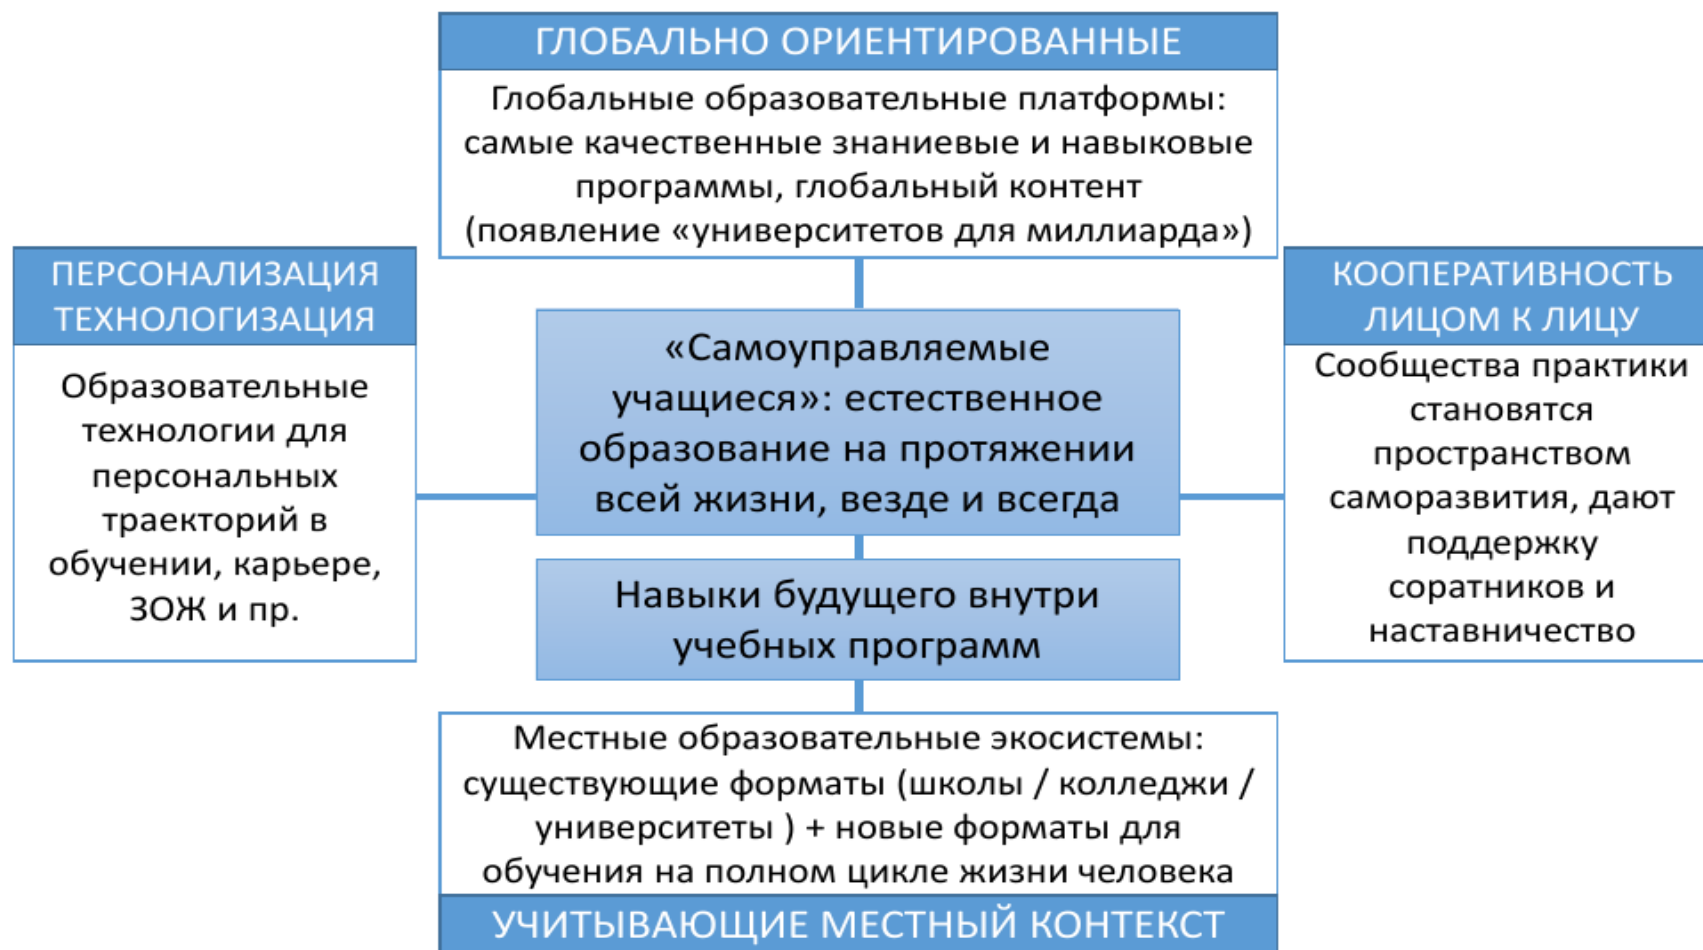 ГЛОБАЛЬНО ОРИЕНТИРОВАННЫЕ
Глобальные образовательные платформы:
самые качественные знаниевые и навыковые
программы, глобальный контент
(появление «университетов для миллиарда»)
ПЕРСОНАЛИЗАЦИЯ
ТЕХНОЛОГИЗАЦИЯ
Образовательные
технологии для
персональных
траекторий в
обучении, карьере,
ЗОЖ и пр.
«Самоуправляемые
учащиеся»: естественное
образование на протяжении
всей жизни, везде и всегда
Навыки будущего внутри
учебных программ
КООПЕРАТИВНОСТЬ
ЛИЦОМ К ЛИЦУ
Сообщества практики
становятся
пространством
саморазвития, дают
поддержку
соратников и
наставничество
Местные образовательные экосистемы:
существующие форматы (школы / колледжи /
университеты ) + новые форматы для
обучения на полном цикле жизни человека
УЧИТЫВАЮЩИЕ МЕСТНЫЙ КОНТЕКСТ